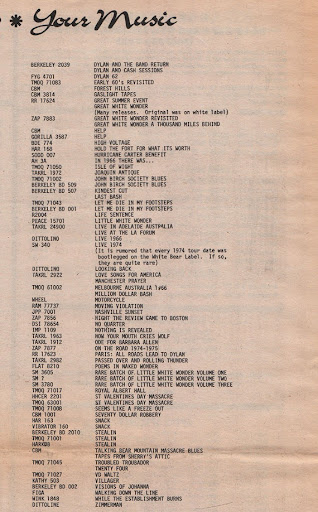 * Your Music
BERKELEY 2039 DYLAN AND THE BAND RETURN
DYLAN AND CASH SESSIONS
FYG 4701 DYLAN 62
TMOQ 71083 EARLY 60's REVISITED
CBM FOREST HILLS
CBM 3814 GASLIGHT TAPES
RR 17624 GREAT SUMMER EVENT
GREAT WHITE WONDER
(Many releases. Original was on white label)
ZAP 7883 GREAT WHITE WONDER REVISITED
GREAT WHITE WONDER A THOUSAND MILES BEHIND
CBM HELP
GORILLA 3587 HELP
BOE 774 HIGH VOLTAGE
HAR 168 HOLD THE FORT FOR WHAT ITS WORTH
SODD 007 HURRICANE CARTER BENEFIT
AH 3A IN 1966 THERE WAS...
TMOQ 71050 ISLE OF WIGHT
TAKRL 1972 JOAQUIN ANTIQUE
TMOQ 71002 JOHN BIRCH SOCIETY BLUES
BERKELEY BD 509 JOHN BIRCH SOCIETY BLUES
BERKELEY BD 507 KINDEST CUT
LAST BASH
TMOQ 71043 LET ME DIE IN MY FOOTSTEPS
BERKELEY BD 001 LET ME DIE IN MY FOOTSTEPS
R2004 LIFE SENTENCE
PEACE 15701 LITTLE WHITE WONDER
TAKRL 24900 LIVE IN ADELAIDE AUSTRALIA
LIVE AT THE LA FORUM
DITTOLINO LIVE 1966
SW 340 LIVE 1974
(It is rumored that every 1974 tour date was
bootlegged on the White Bear Label. If so,
they are quite rare)
DITTOLINO LOOKING BACK
TAKRL 2922 LOVE SONGS FOR AMERICA
MANCHESTER PRAYER
TMOQ 61002 MELBOURNE AUSTRALIA 1966
MILLION DOLLAR BASH
WHEEL MOTORCYCLE
RAM 77737 MOVING VIOLATION
JPP 7001 NASHVILLE SUNSET
ZAP 7856 NIGHT THE REVIEW CAME TO BOSTON
DSI 78654 NO QUARTER
IMP 1109 NOTHING IS REVEALED
TAKRL 1983 NOW YOUR MOUTH CRIES WOLF
TAKRL 1912 ODE FOR BARBARA ALLEN
ZAP 7877 ON THE ROAD 1974-1975
RR 17623 PARIS: ALL ROADS LEAD TO DYLAN
TAKRL 2982 PASSED OVER AND ROLLING THUNDER
FLAT 8210 POEMS IN NAKED WONDER
SM 3605 RARE BATCH OF LITTLE WHITE WONDER VOLUME ONE
SM ? RARE BATCH OF LITTLE WHITE WONDER VOLUME TWO
SM 3780 RARE BATCH OF LITTLE WHITE WONDER VOLUME THREE
TMOQ 71017 ROYAL ALBERT HALL
HHCER 2201 ST VALENTINES DAY MASSACRE
TMOQ 63001 ST VALENTINES DAY MASSACRE
TMOQ 71008 SEEMS LIKE A FREEZE OUT
CBM 1001 SEVENTY DOLLAR ROBBERY
HAR 163 SNACK
VIBRATOR 160 SNACK
BERKELEY BD 2010 STEALIN
TMOQ 71001 STEALIN
HARKUB STEALIN
CBM TALKING BEAR MOUNTAIN MASSACRE BLUES
TAPES FROM SHERRY'S ATTIC
TMOQ 71045 TROUBLED TROUBADOR
TWENTY FOUR
TMOQ 71027 VD WALTZ
KATHY 503 VILLAGER
BERKELEY BD 002 VISIONS OF JOHANNA
FIGA WALKING DOWN THE LINE
WINK 1848 WHILE THE ESTABLISHMENT BURNS
DITTOLINE ZIMMERMAN